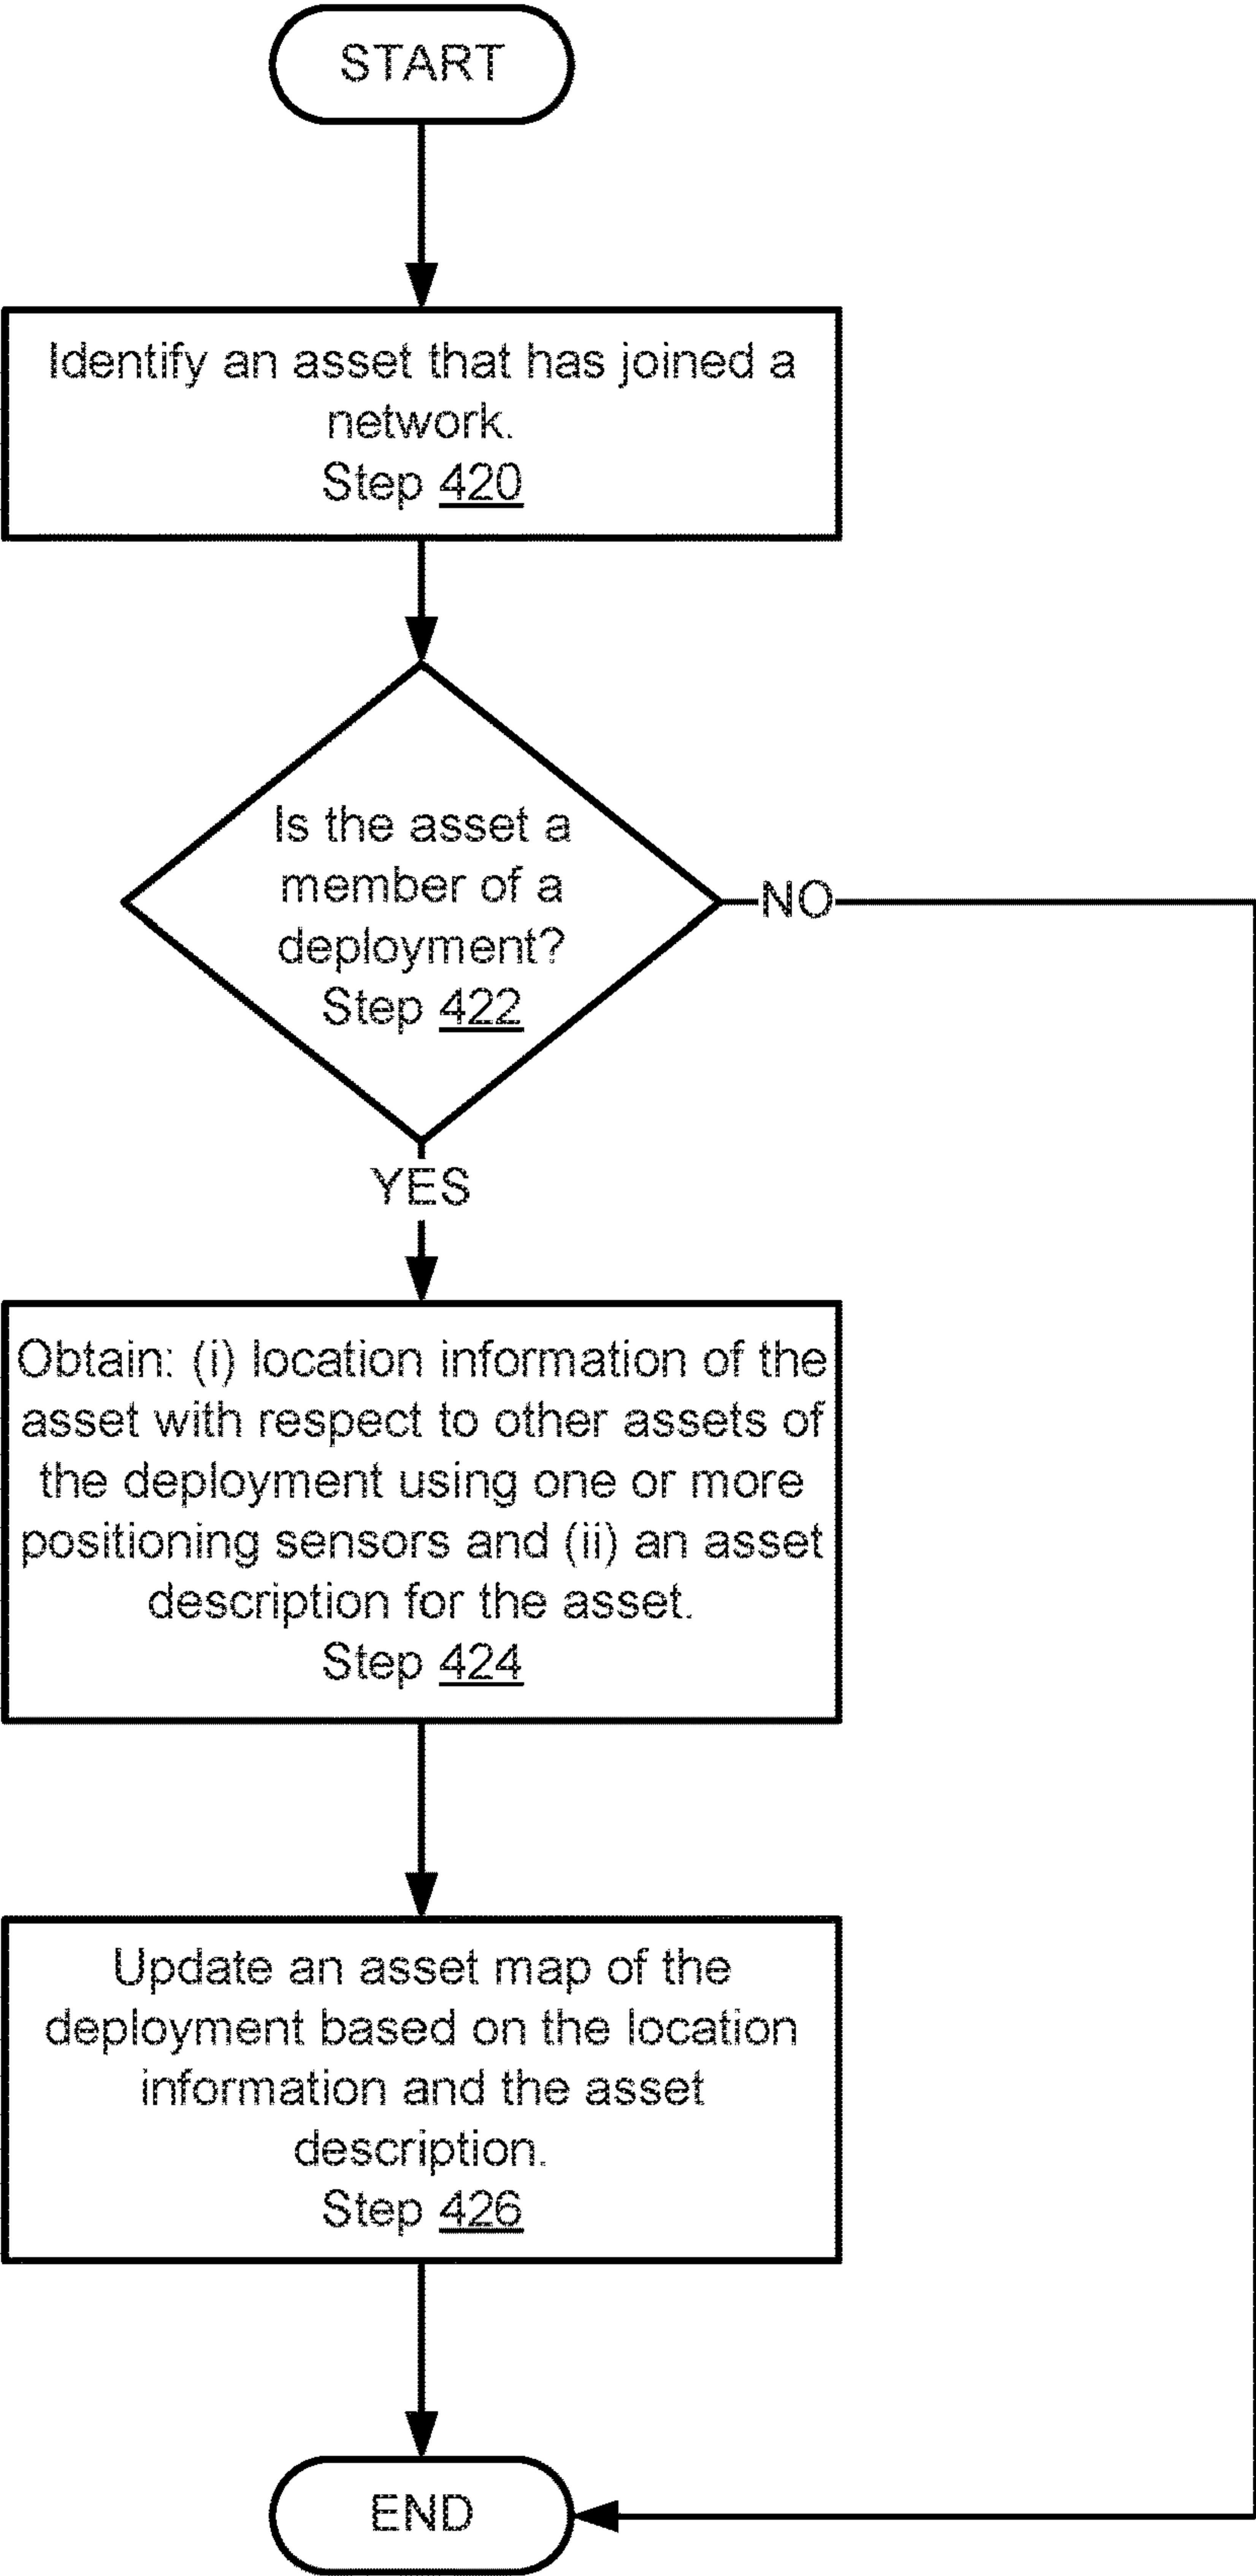 START
Identify an asset that has joined a
network.
Step 420
Is the asset a
member of a
deployment?
Step 422
NO
YES
Obtain: (i) location information of the
asset with respect to other assets of
the deployment using one or more
positioning sensors and (ii) an asset
description for the asset.
Step 424
Update an asset map of the
deployment based on the location
information and the asset
description.
Step 426
END